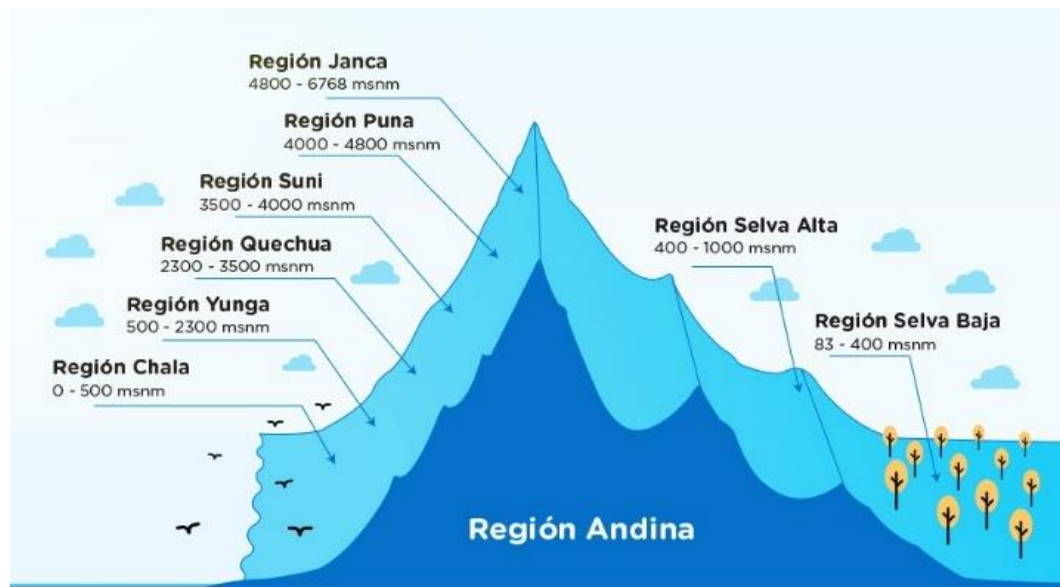 Región Janca
4800 - 6768 msnm
Región Puna
4000 - 4800 msnm
Región Suni
3500 - 4000 msnm
Región Quechua
2300 - 3500 msnm
Región Yunga
500 - 2300 msnm
Región Chala
0 - 500 msnm
Región Selva Alta
400 - 1000 msnm
Región Selva Baja
83 - 400 msnm
Región Andina